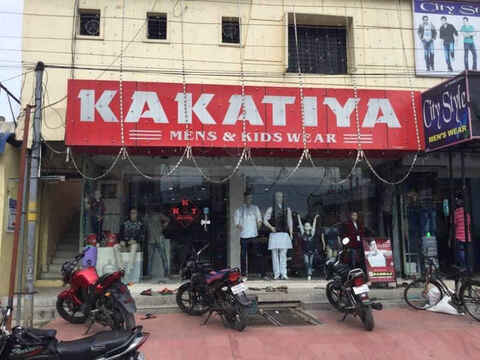 City Style
KAKATIYA
MENS & KIDS WEAR
City Style
MEN'S WEAR
K
K T